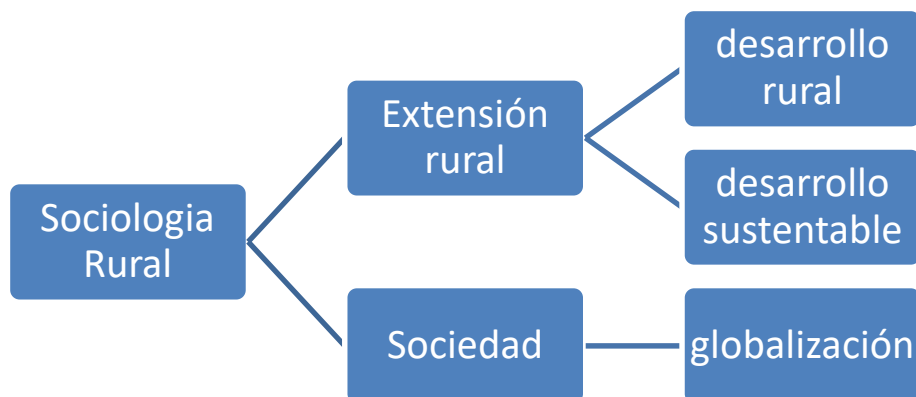 Sociologia
Rural
Extensión
rural
desarrollo
rural
desarrollo
sustentable
Sociedad
globalización